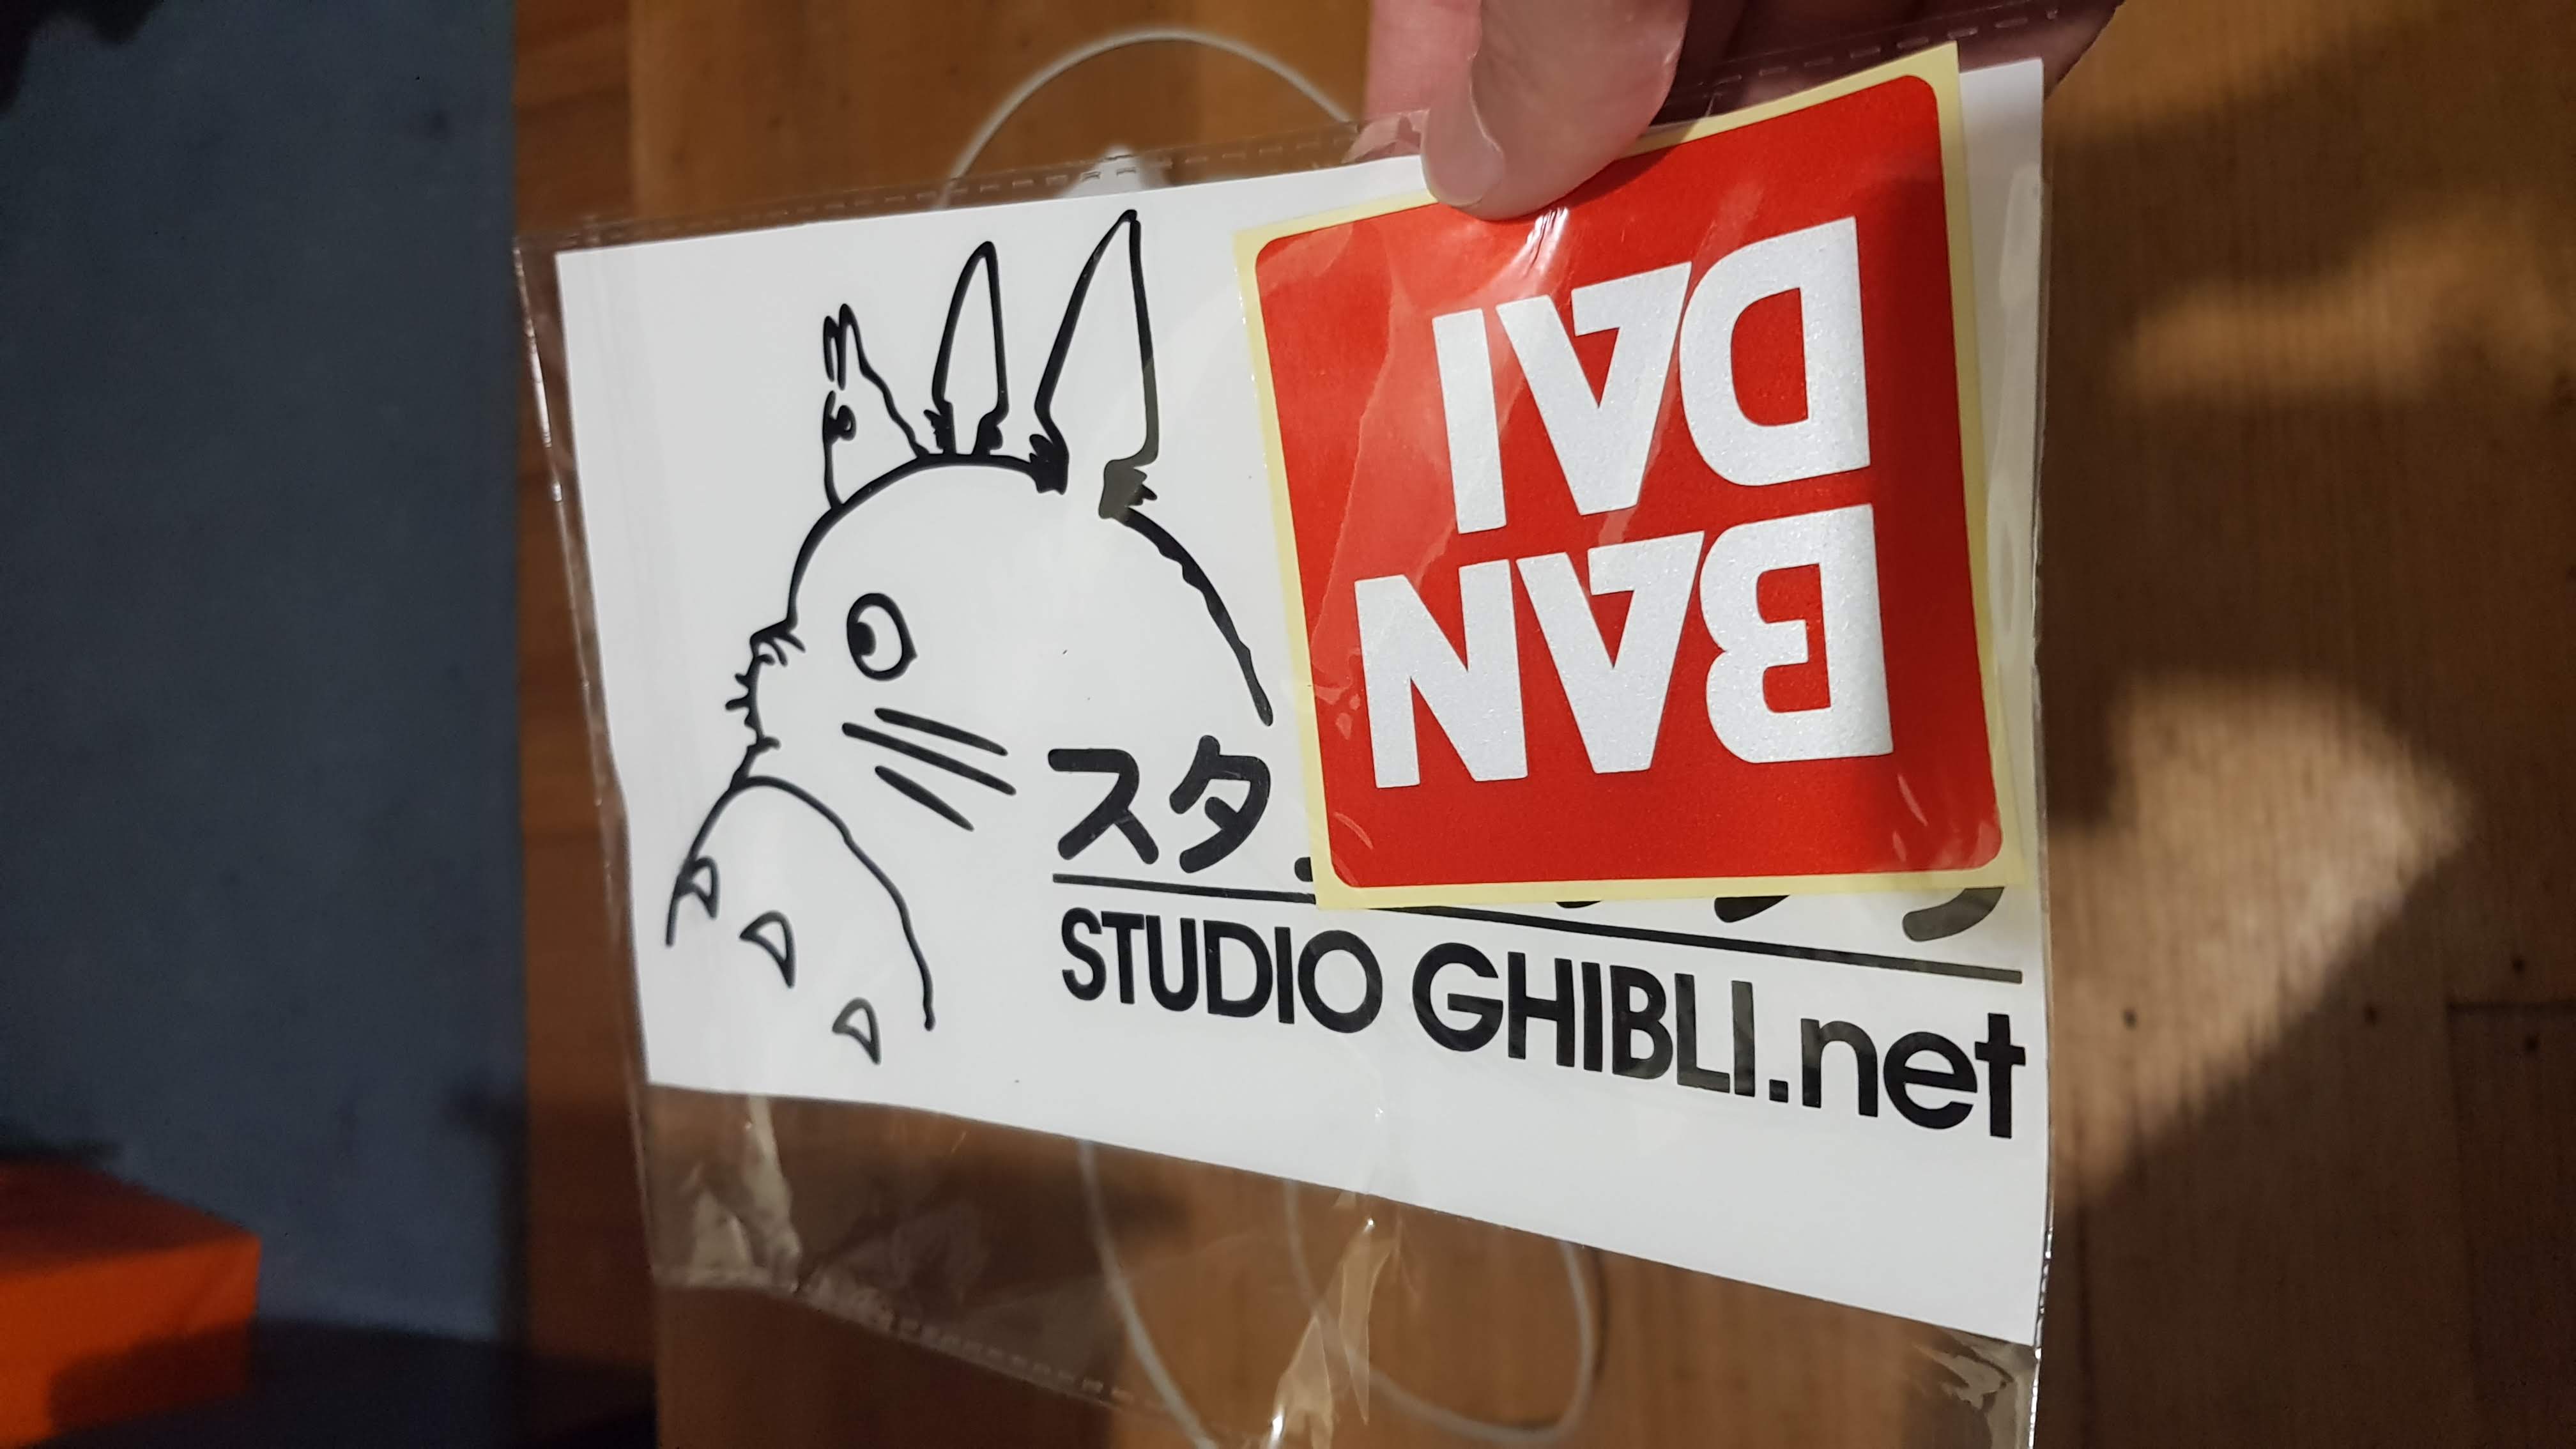 BAN
DAI
スタ
STUDIO GHIBLI.net